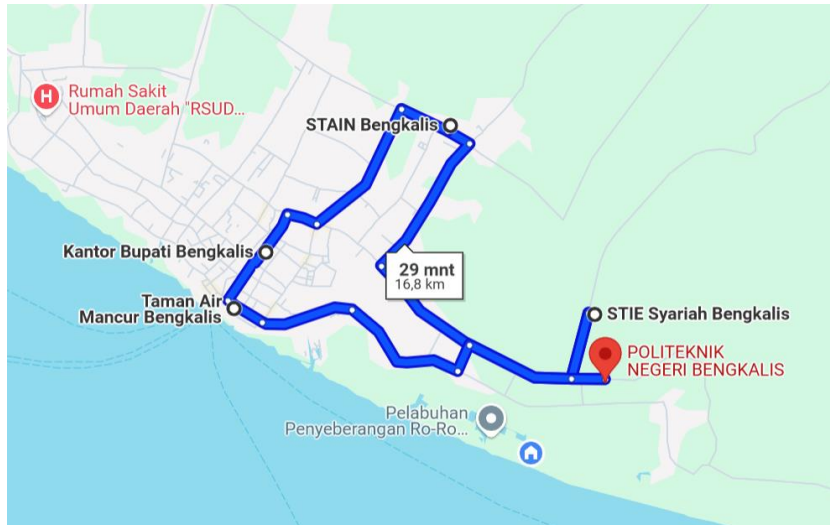 H
Rumah Sakit
Umum Daerah "RSUD...
STAIN Bengkalis
Kantor Bupati Bengkalis
29 mnt
16,8 km
Taman Air
Mancur Bengkalis
STIE Syariah Bengkalis
POLITEKNIK
NEGERI BENGKALIS
Pelabuhan
Penyeberangan Ro-Ro...